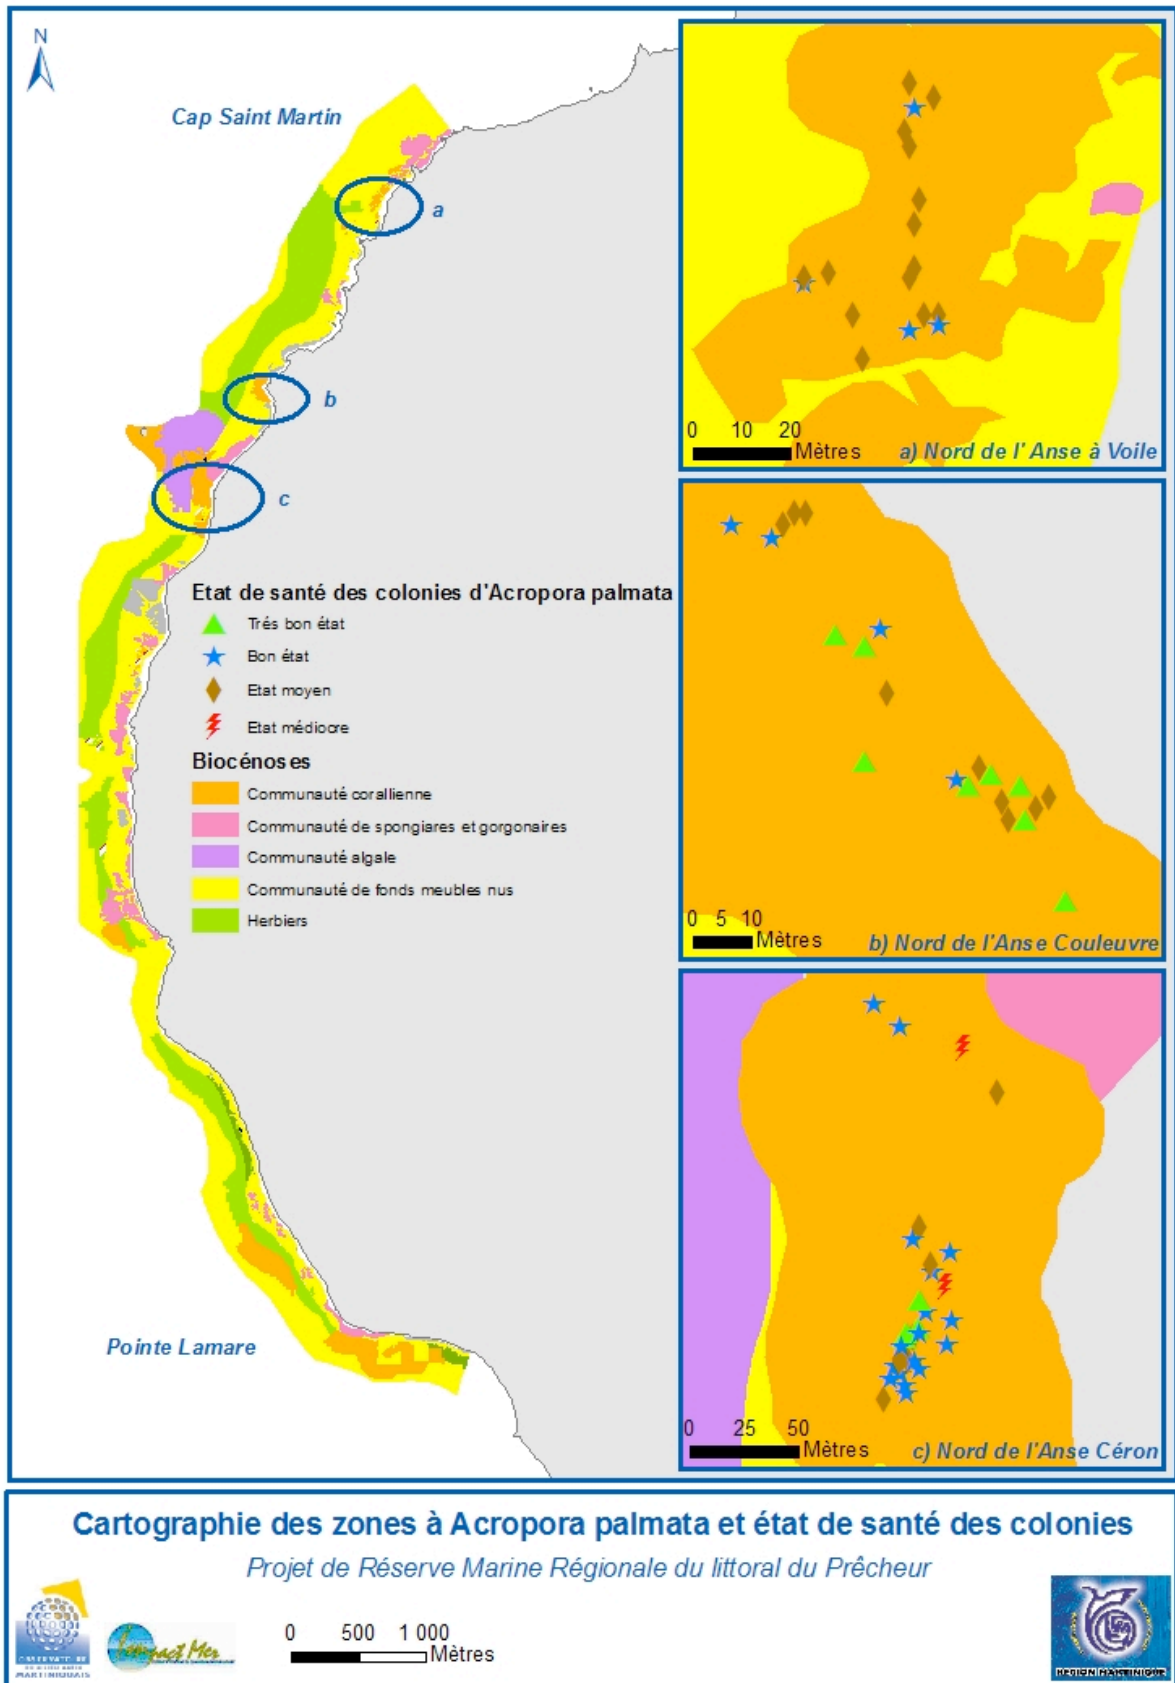 N
Cap Saint Martin
a
b
c
Etat de santé des colonies d'Acropora palmata
Trés bon état
Bon état
Etat moyen
Etat médiocre
Biocénoses
Communauté corallienne
Communauté de spongiares et gorgonaires
Communauté algale
Communauté de fonds meubles nus
Herbiers
Pointe Lamare
0 10 20
Mètres
a) Nord de l' Anse à Voile
0 5 10
Mètres
b) Nord de l'Anse Couleuvre
0 25 50
Mètres
c) Nord de l'Anse Céron
Cartographie des zones à Acropora palmata et état de santé des colonies
Projet de Réserve Marine Régionale du littoral du Prêcheur
OBSERVATOIRE
MARTINIQUAIS
Impact Mer
0 500 1 000
Mètres
REGION MARTINIQUE